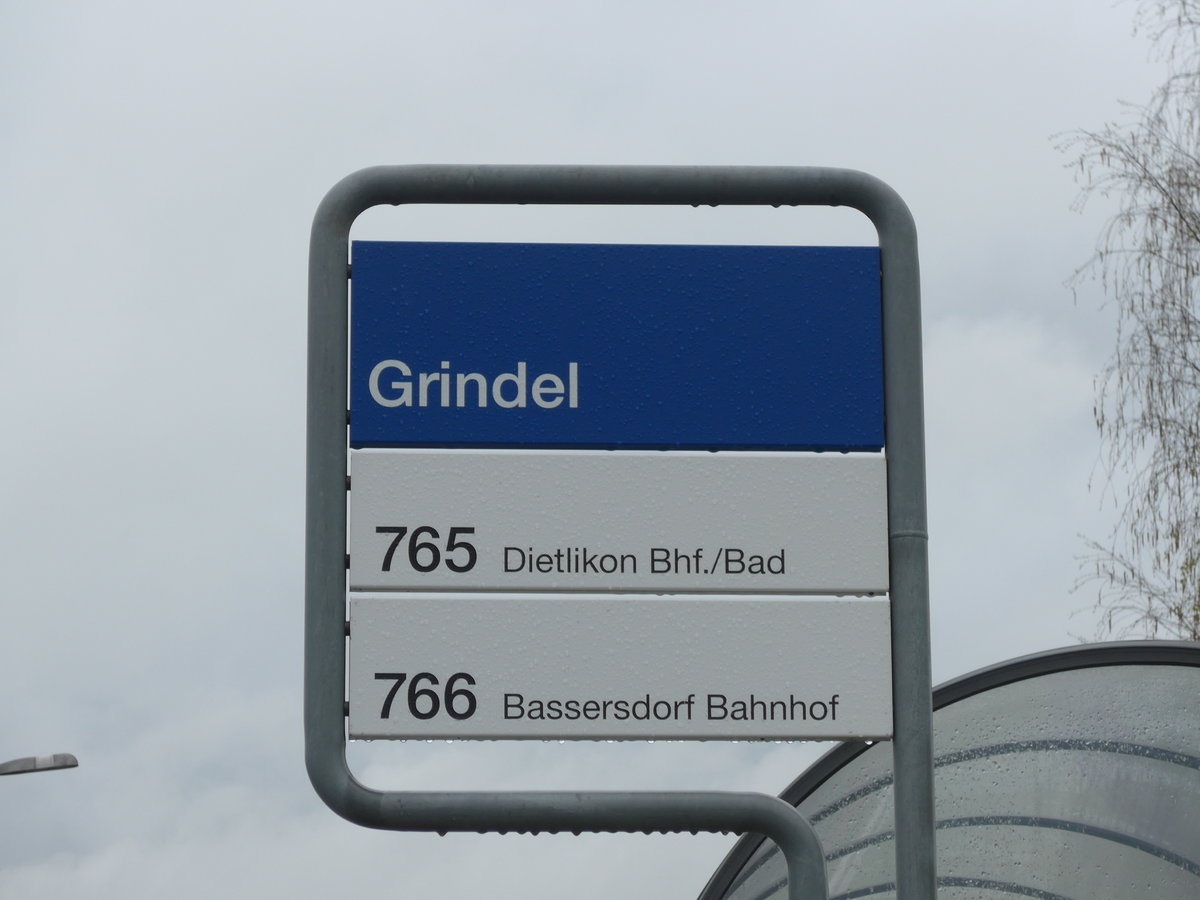 Grindel
765 Dietlikon Bhf./Bad
766 Bassersdorf Bahnhof